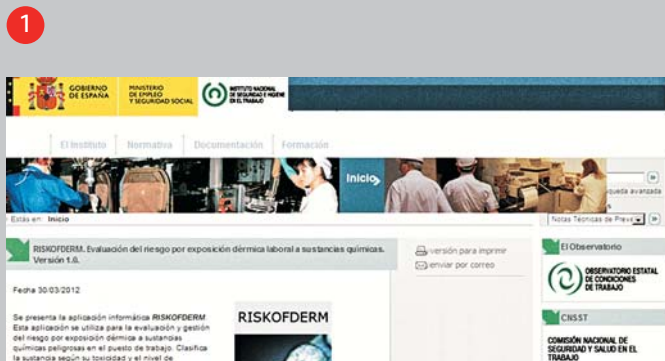 1
GOBIERNO
DE ESPAÑA
MINISTERIO
DE EMPLEO
Y SEGURIDAD SOCIAL
INSTITUTO NACIONAL
DE SEGURIDAD E HIGIENE
EN EL TRABAJO
El Instituto Normativa Documentación Formación
Inicio
búsqueda avanzada
Estás en: Inicio
Notas Técnicas de Preve
RISKOFDERM. Evaluación del riesgo por exposición dérmica laboral a sustancias químicas.
Versión 1.0.
versión para imprimir
enviar por correo
El Observatorio
OBSERVATORIO ESTATAL
DE CONDICIONES
DE TRABAJO
Fecha 30/03/2012
Se presenta la aplicación informática RISKOFDERM.
Esta aplicación se utiliza para la evaluación y gestión
del riesgo por exposición dérmica a sustancias
químicas peligrosas en el puesto de trabajo. Clasifica
la sustancia según su toxicidad y el nivel de
RISKOFDERM
CNSST
COMISIÓN NACIONAL DE
SEGURIDAD Y SALUD EN EL
TRABAJO